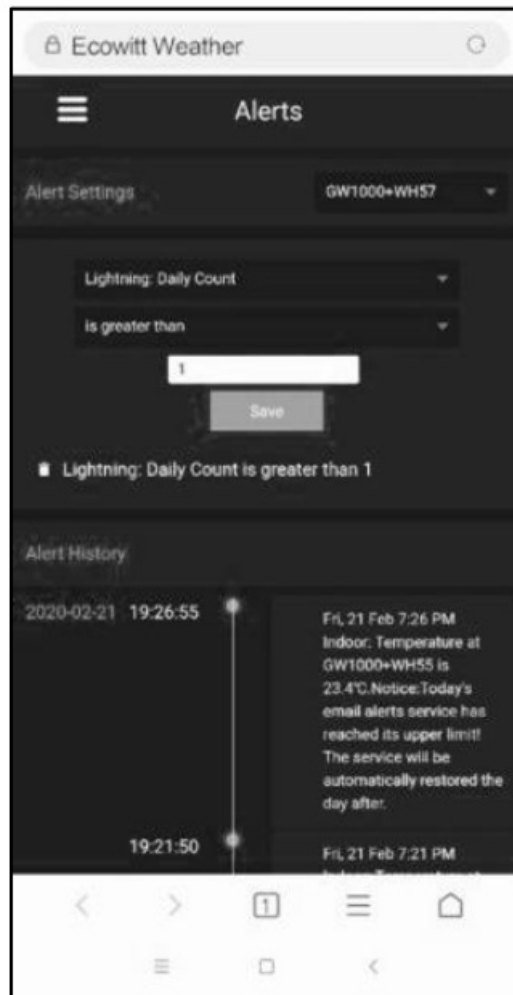 Ecowitt Weather
Alerts
Alert Settings
GW1000+WH57
Lightning: Daily Count
is greater than
1
Save
Lightning: Daily Count is greater than 1
Alert History
2020-02-21 19:26:55
Fri, 21 Feb 7:26 PM
Indoor: Temperature at
GW1000+WH55 is
23.4°C.Notice:Today's
email alerts service has
reached its upper limit!
The service will be
automatically restored the
day after.
19:21:50
Fri, 21 Feb 7:21 PM
1